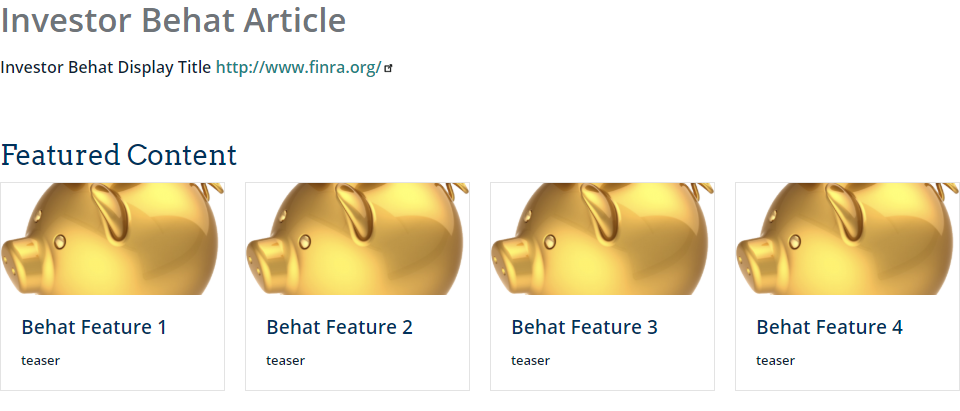 Investor Behat Article
Investor Behat Display Title http://www.finra.org/
Featured Content
Behat Feature 1
teaser
Behat Feature 2
teaser
Behat Feature 3
teaser
Behat Feature 4
teaser